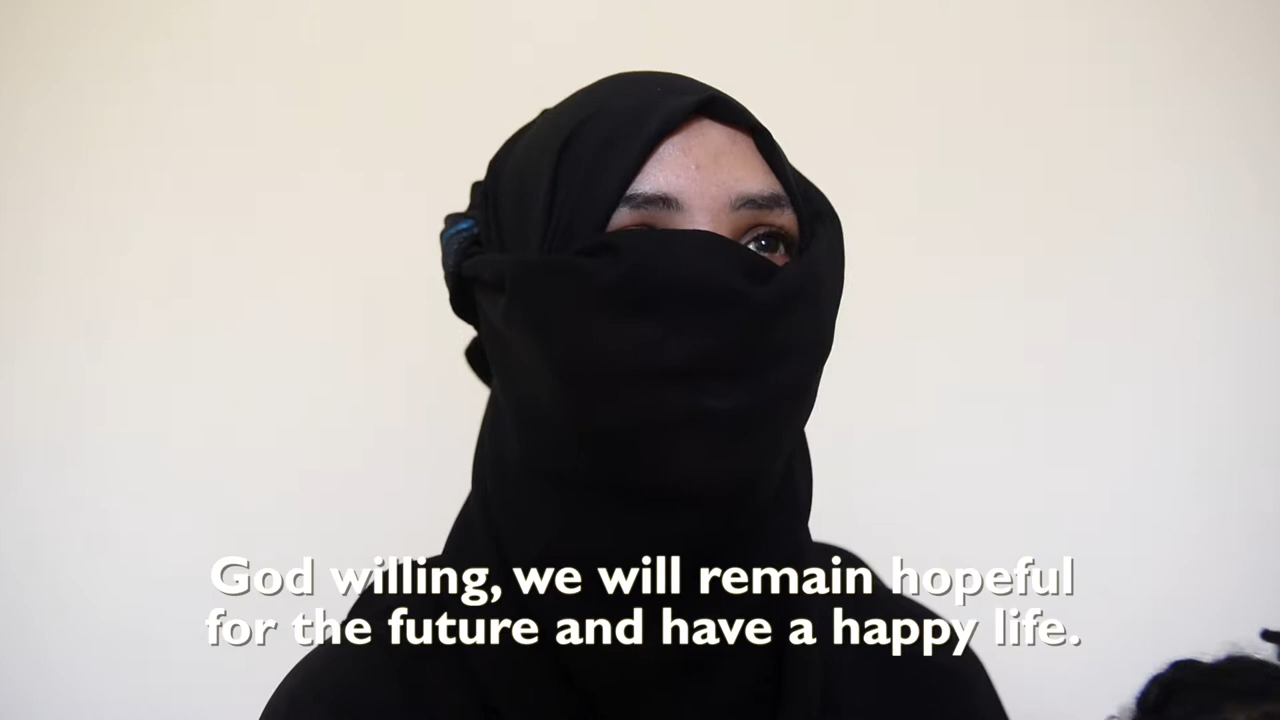 God willing, we will remain hopeful
for the future and have a happy life.